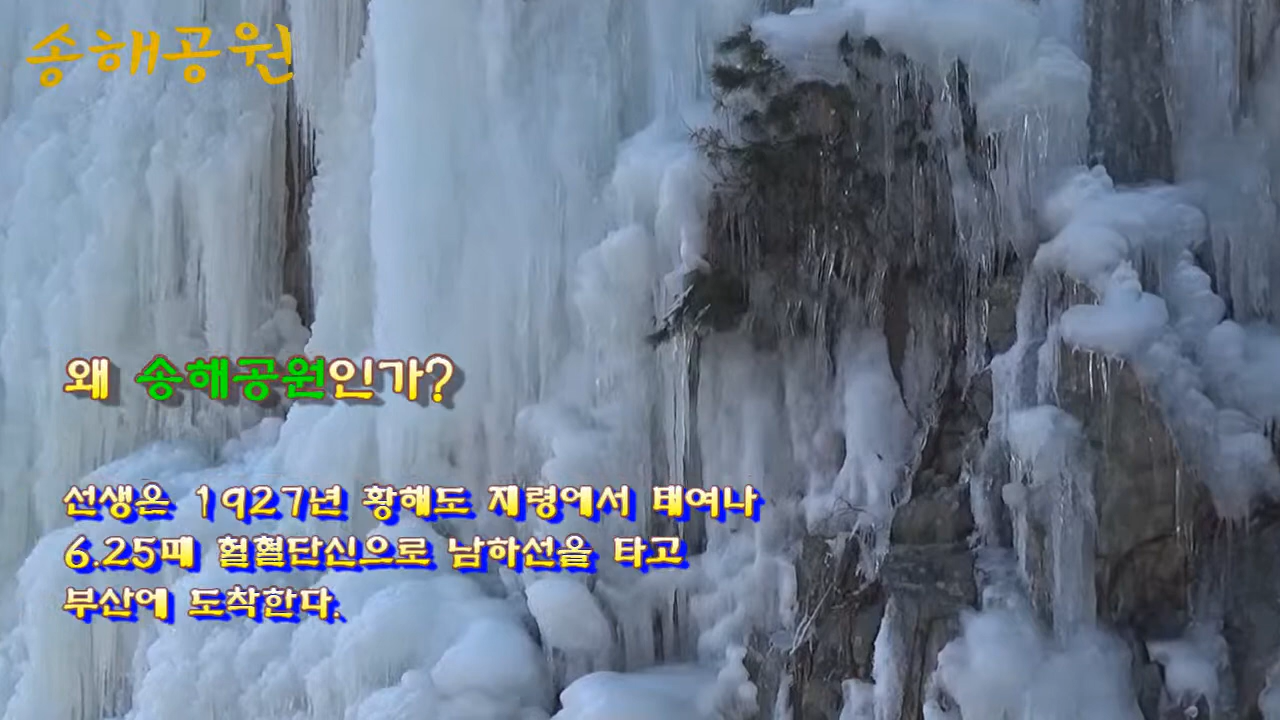 송해공원
왜 송해공원인가?
선생은 1927년 황해도 재령에서 태여나
6.25때 혈혈단신으로 남하선을 타고
부산에 도착한다.